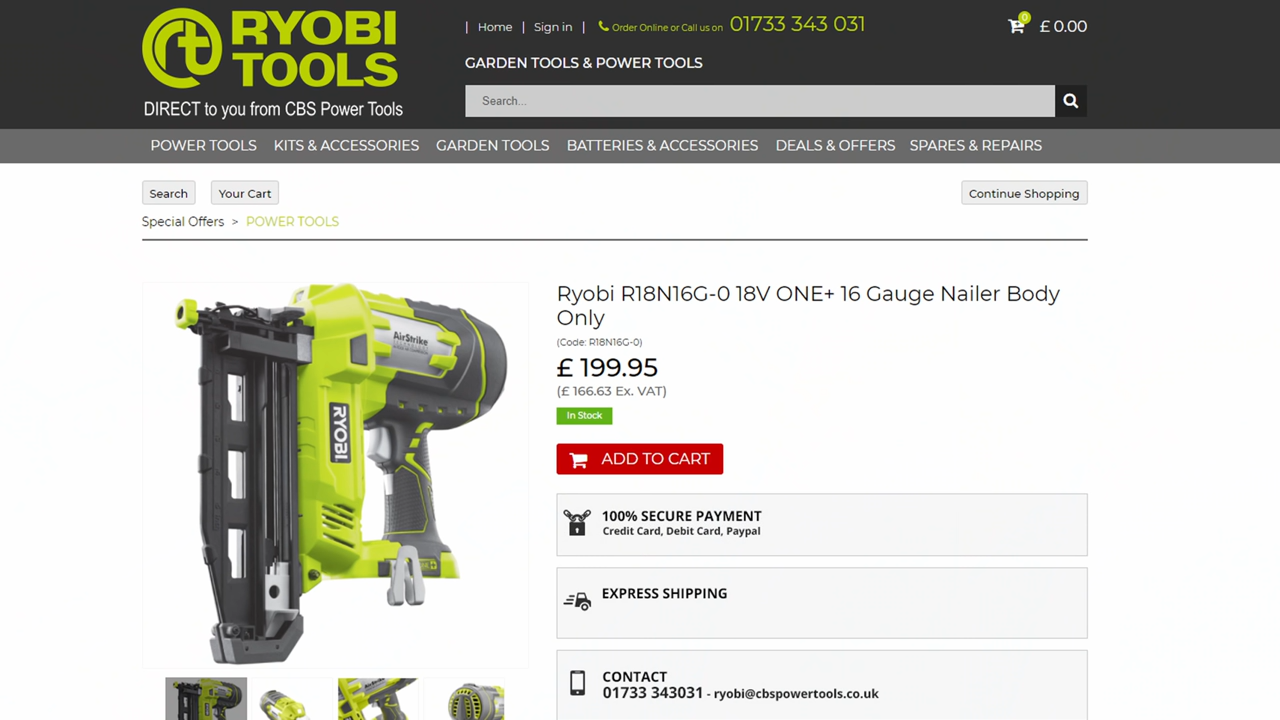 RYOBI
TOOLS
DIRECT to you from CBS Power Tools
| Home | Sign in | Order Online or Call us on 01733 343 031
0 £ 0.00
GARDEN TOOLS & POWER TOOLS
Search...
POWER TOOLS KITS & ACCESSORIES GARDEN TOOLS BATTERIES & ACCESSORIES DEALS & OFFERS SPARES & REPAIRS
Search Your Cart Continue Shopping
Special Offers > POWER TOOLS
AirStrike
RYOBI
Ryobi R18N16G-0 18V ONE+ 16 Gauge Nailer Body
Only
(Code: R18N16G-0)
£ 199.95
(£ 166.63 Ex. VAT)
In Stock
ADD TO CART
100% SECURE PAYMENT
Credit Card, Debit Card, Paypal
EXPRESS SHIPPING
CONTACT
01733 343031 - ryobi@cbspowertools.co.uk